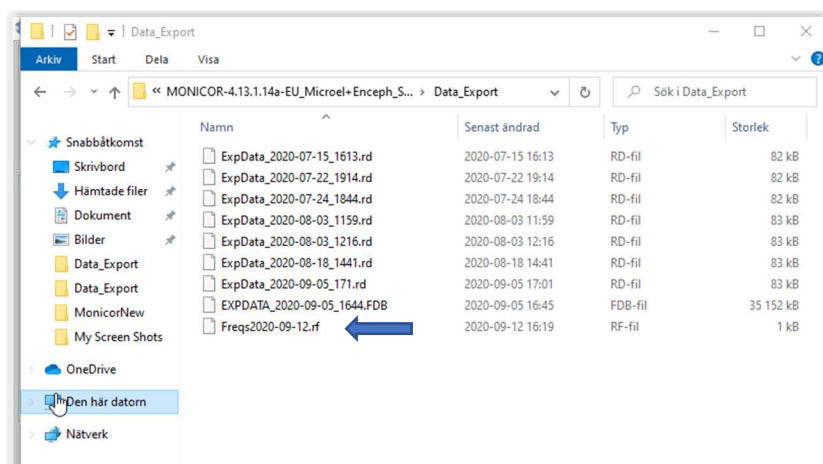 Data_Export
Arkiv Start Dela Visa
« MONICOR-4.13.1.14a-EU_Microel+Enceph_S... › Data_Export Sök i Data_Export
Namn Senast ändrad Typ Storlek
Snabbåtkomst
Skrivbord
Hämtade filer
Dokument
Bilder
Data_Export
Data_Export
MonicorNew
My Screen Shots
OneDrive
Den här datorn
Nätverk
ExpData_2020-07-15_1613.rd 2020-07-15 16:13 RD-fil 82 kB
ExpData_2020-07-22_1914.rd 2020-07-22 19:14 RD-fil 82 kB
ExpData_2020-07-24_1844.rd 2020-07-24 18:44 RD-fil 82 kB
ExpData_2020-08-03_1159.rd 2020-08-03 11:59 RD-fil 83 kB
ExpData_2020-08-03_1216.rd 2020-08-03 12:16 RD-fil 83 kB
ExpData_2020-08-18_1441.rd 2020-08-18 14:41 RD-fil 83 kB
ExpData_2020-09-05_171.rd 2020-09-05 17:01 RD-fil 83 kB
EXPDATA_2020-09-05_1644.FDB 2020-09-05 16:45 FDB-fil 35 152 kB
Freqs2020-09-12.rf 2020-09-12 16:19 RF-fil 1 kB